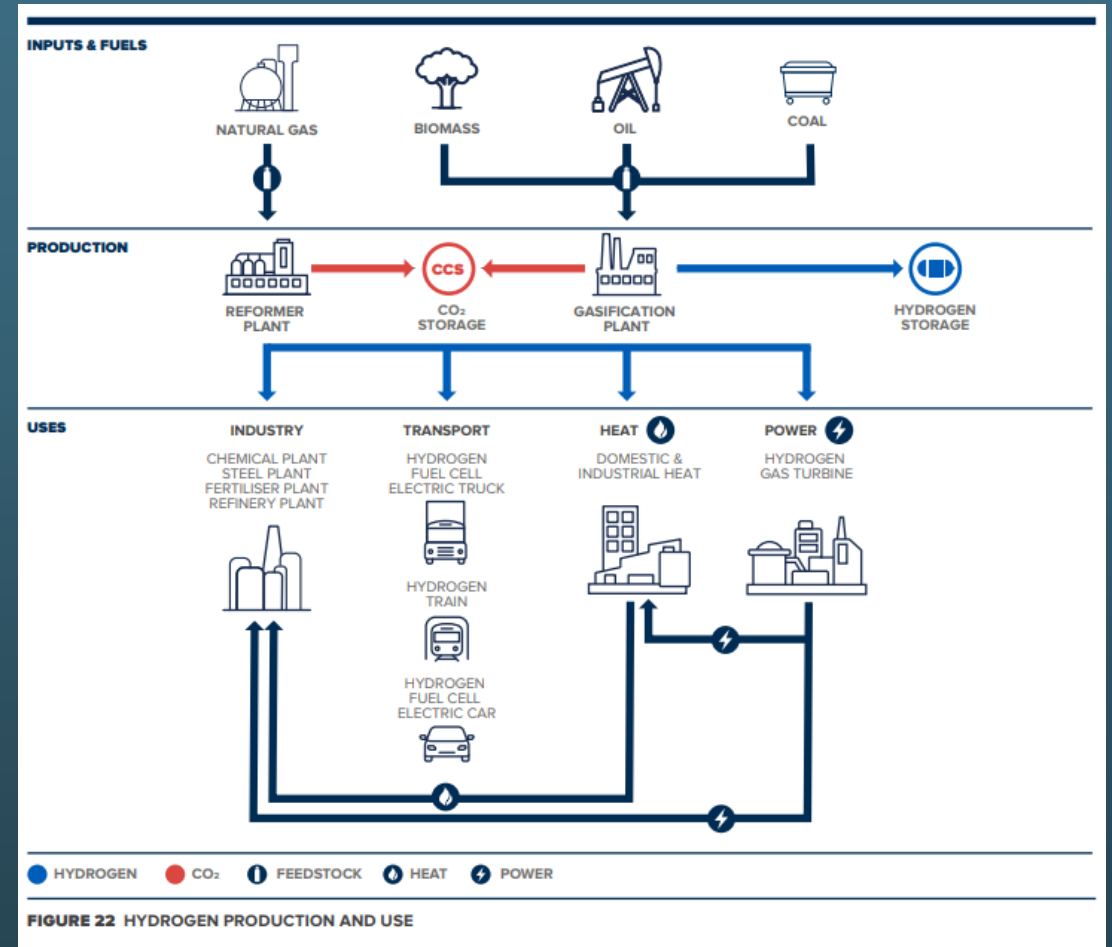 INPUTS & FUELS
NATURAL GAS
BIOMASS
OIL
COAL
PRODUCTION
CCS
REFORMER
PLANT
CO₂
STORAGE
GASIFICATION
PLANT
HYDROGEN
STORAGE
USES
INDUSTRY
CHEMICAL PLANT
STEEL PLANT
FERTILISER PLANT
REFINERY PLANT
TRANSPORT
HYDROGEN
FUEL CELL
ELECTRIC TRUCK
HYDROGEN
TRAIN
HYDROGEN
FUEL CELL
ELECTRIC CAR
HEAT
DOMESTIC &
INDUSTRIAL HEAT
POWER
HYDROGEN
GAS TURBINE
HYDROGEN
CO₂
FEEDSTOCK
HEAT
POWER
FIGURE 22 HYDROGEN PRODUCTION AND USE